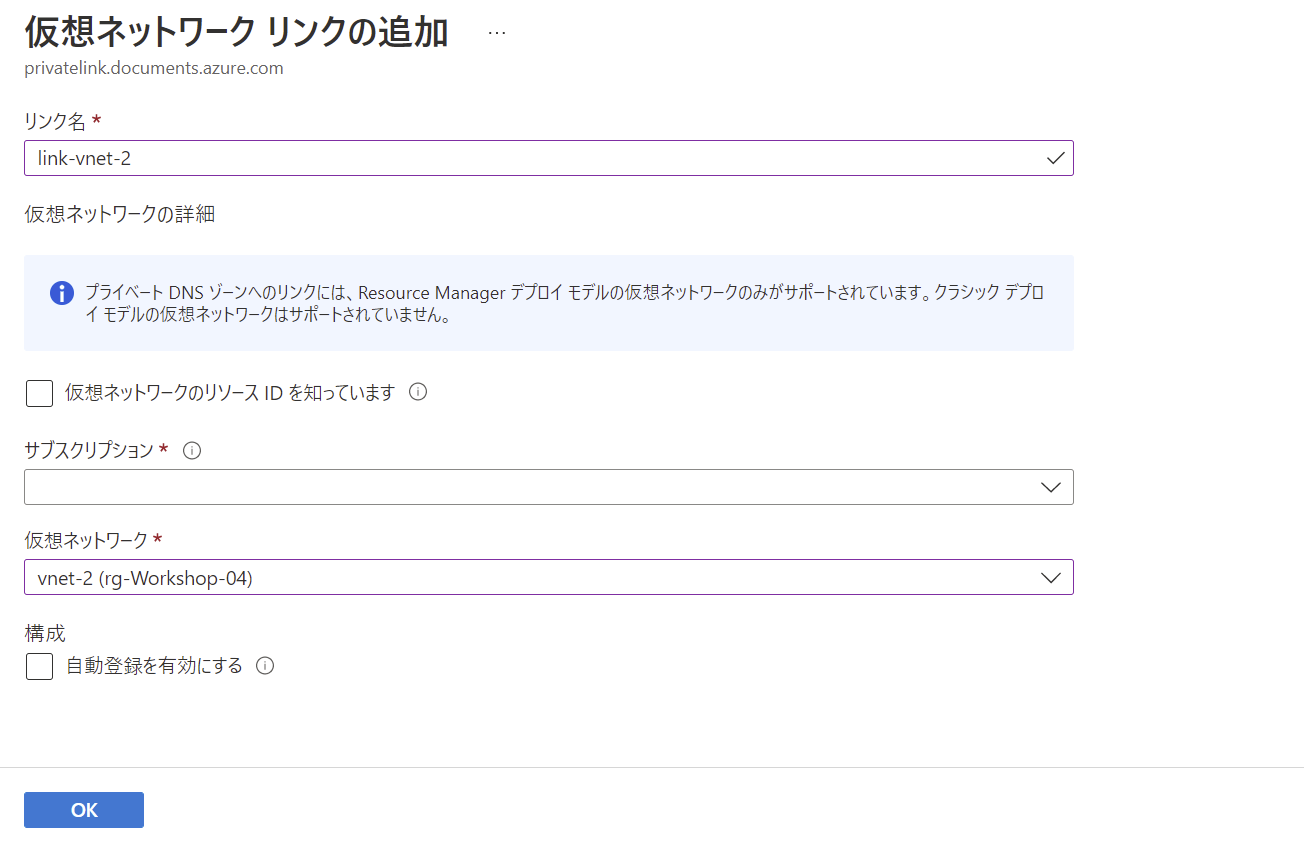 仮想ネットワーク リンクの追加 …
privatelink.documents.azure.com
リンク名 *
link-vnet-2
仮想ネットワークの詳細
プライベート DNS ゾーンへのリンクには、Resource Manager デプロイ モデルの仮想ネットワークのみがサポートされています。クラシック デプロ
イ モデルの仮想ネットワークはサポートされていません。
仮想ネットワークのリソース ID を知っています
サブスクリプション *
仮想ネットワーク *
vnet-2 (rg-Workshop-04)
構成
自動登録を有効にする
OK